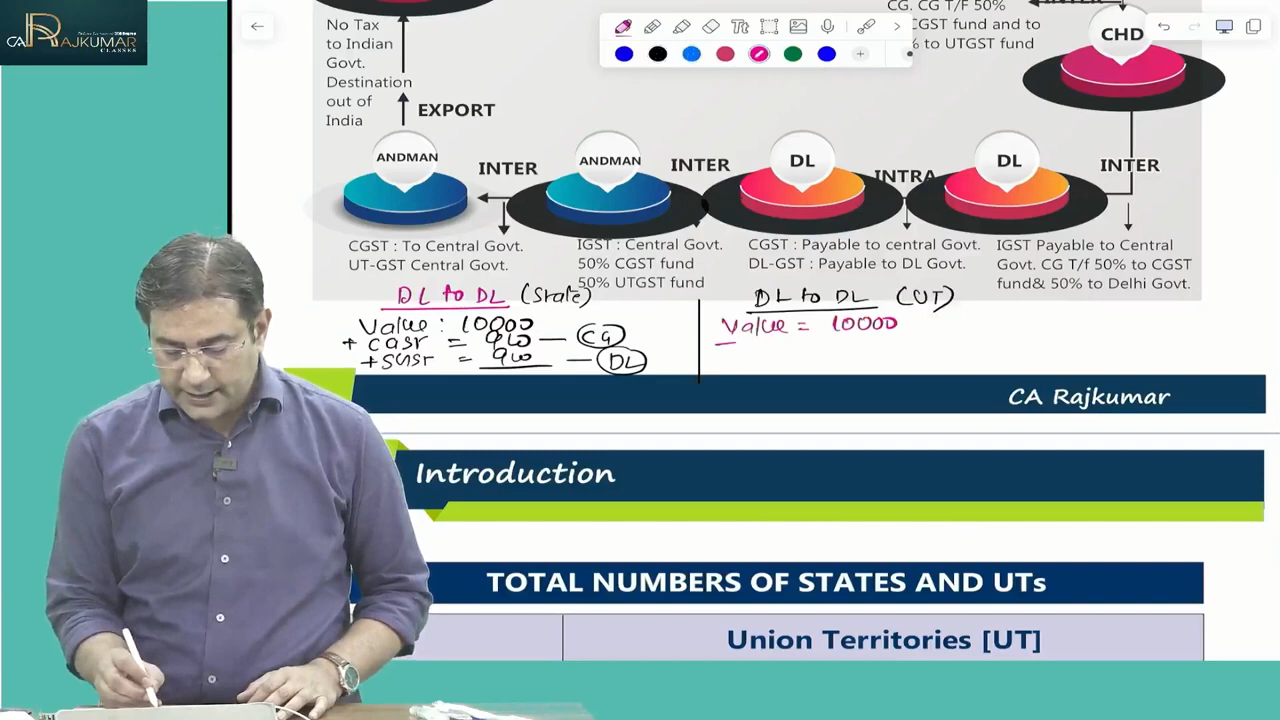 CA RAJKUMAR
CLASSES
No Tax
to Indian
Govt.
Destination
out of
India
EXPORT
CG. CG T/F 50%
CGST fund and to
% to UTGST fund
CHD
ANDMAN
INTER
ANDMAN
INTER
DL
INTRA
DL
INTER
CGST : To Central Govt.
UT-GST Central Govt.
IGST : Central Govt.
50% CGST fund
50% UTGST fund
CGST : Payable to central Govt.
DL-GST : Payable to DL Govt.
IGST Payable to Central
Govt. CG T/f 50% to CGST
fund& 50% to Delhi Govt.
DL to DL (State)
Value : 10000
+ CGST = 900 — CG
+ SGST = 900 — DL
DL to DL (UT)
Value = 10000
CA Rajkumar
Introduction
TOTAL NUMBERS OF STATES AND UTs
Union Territories [UT]